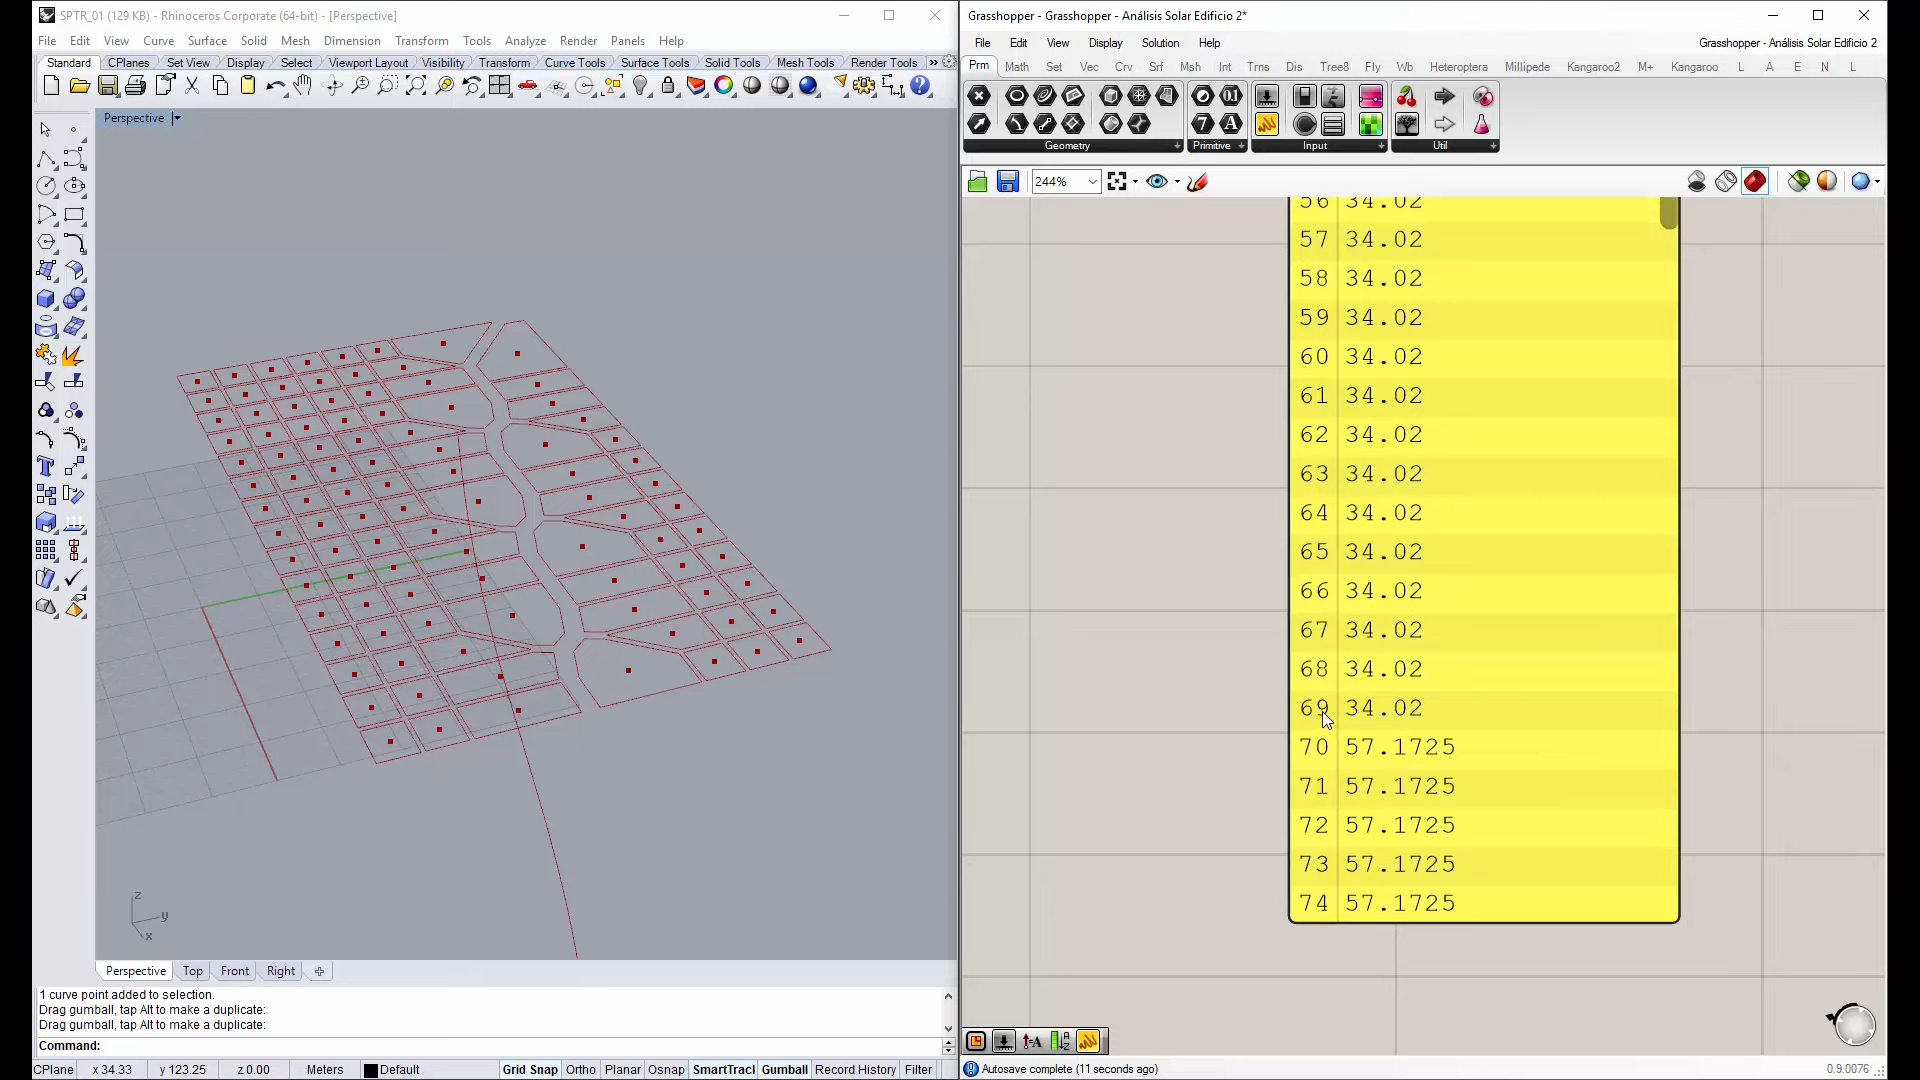 SPTR_01 (129 KB) - Rhinoceros Corporate (64-bit) - [Perspective]
File Edit View Curve Surface Solid Mesh Dimension Transform Tools Analyze Render Panels Help
Standard CPlanes Set View Display Select Viewport Layout Visibility Transform Curve Tools Surface Tools Solid Tools Mesh Tools Render Tools »
Perspective
z
y
x
Perspective Top Front Right
1 curve point added to selection.
Drag gumball, tap Alt to make a duplicate:
Drag gumball, tap Alt to make a duplicate:
Command:
CPlane x 34.33 y 123.25 z 0.00 Meters Default Grid Snap Ortho Planar Osnap SmartTracl Gumball Record History Filter
Grasshopper - Grasshopper - Análisis Solar Edificio 2*
File Edit View Display Solution Help
Grasshopper - Análisis Solar Edificio 2
Prm Math Set Vec Crv Srf Msh Int Trns Dis Tree8 Fly Wb Heteroptera Millipede Kangaroo2 M+ Kangaroo L A E N L
Geometry Primitive Input Util
244%
56 34.02
57 34.02
58 34.02
59 34.02
60 34.02
61 34.02
62 34.02
63 34.02
64 34.02
65 34.02
66 34.02
67 34.02
68 34.02
69 34.02
70 57.1725
71 57.1725
72 57.1725
73 57.1725
74 57.1725
Autosave complete (11 seconds ago)
0.9.0076